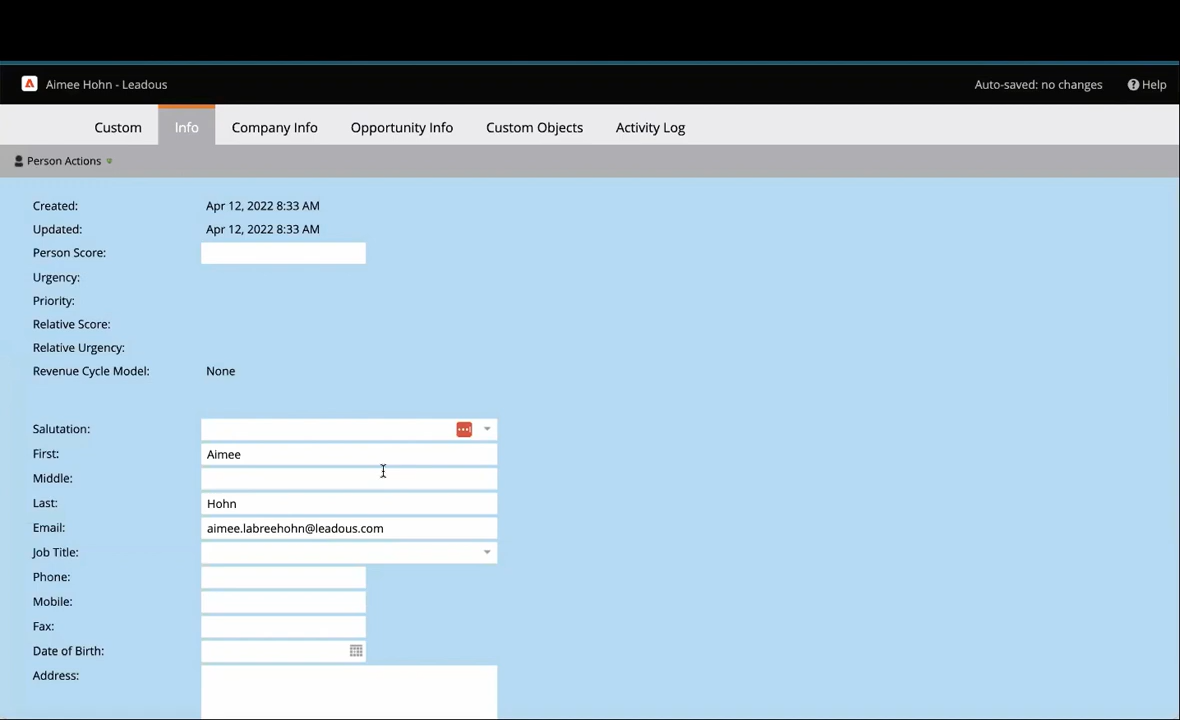 Aimee Hohn - Leadous
Auto-saved: no changes
Help
Custom
Info
Company Info
Opportunity Info
Custom Objects
Activity Log
Person Actions
Created: Apr 12, 2022 8:33 AM
Updated: Apr 12, 2022 8:33 AM
Person Score:
Urgency:
Priority:
Relative Score:
Relative Urgency:
Revenue Cycle Model: None
Salutation:
First: Aimee
Middle:
Last: Hohn
Email: aimee.labreehohn@leadous.com
Job Title:
Phone:
Mobile:
Fax:
Date of Birth:
Address: